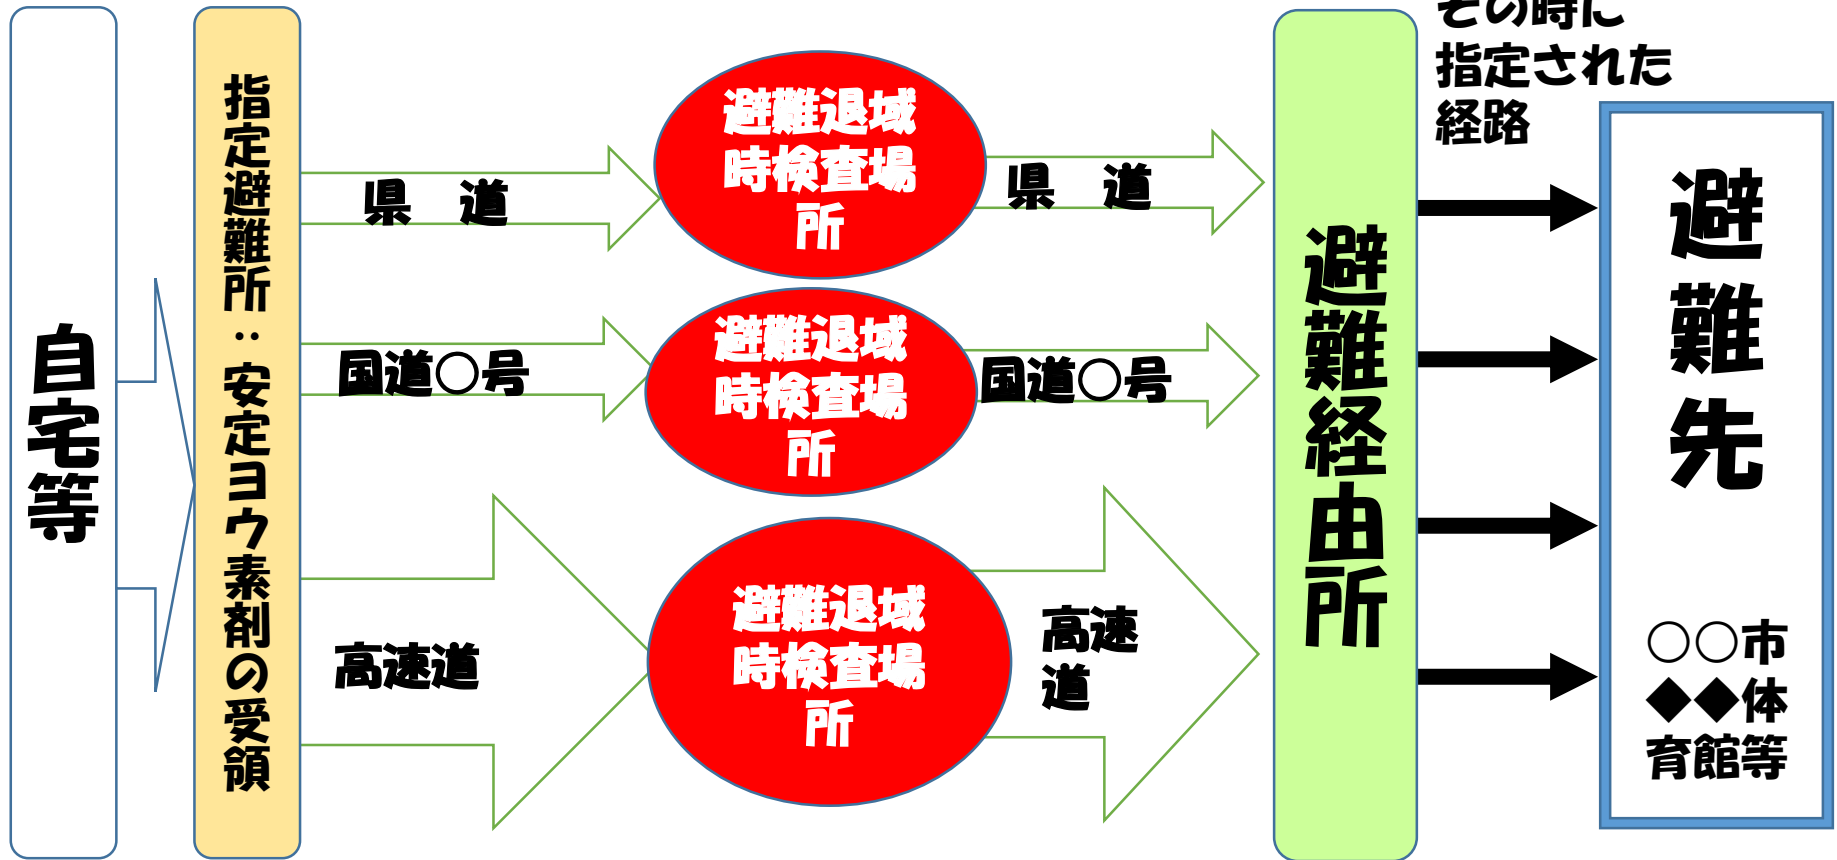 自宅等
指定避難所：安定ヨウ素剤の受領
県　道
国道○号
高速道
避難退域
時検査場
所
避難退域
時検査場
所
避難退域
時検査場
所
県　道
国道○号
高速
道
避難経由所
その時に
指定された
経路
避難先
○○市
◆◆体
育館等